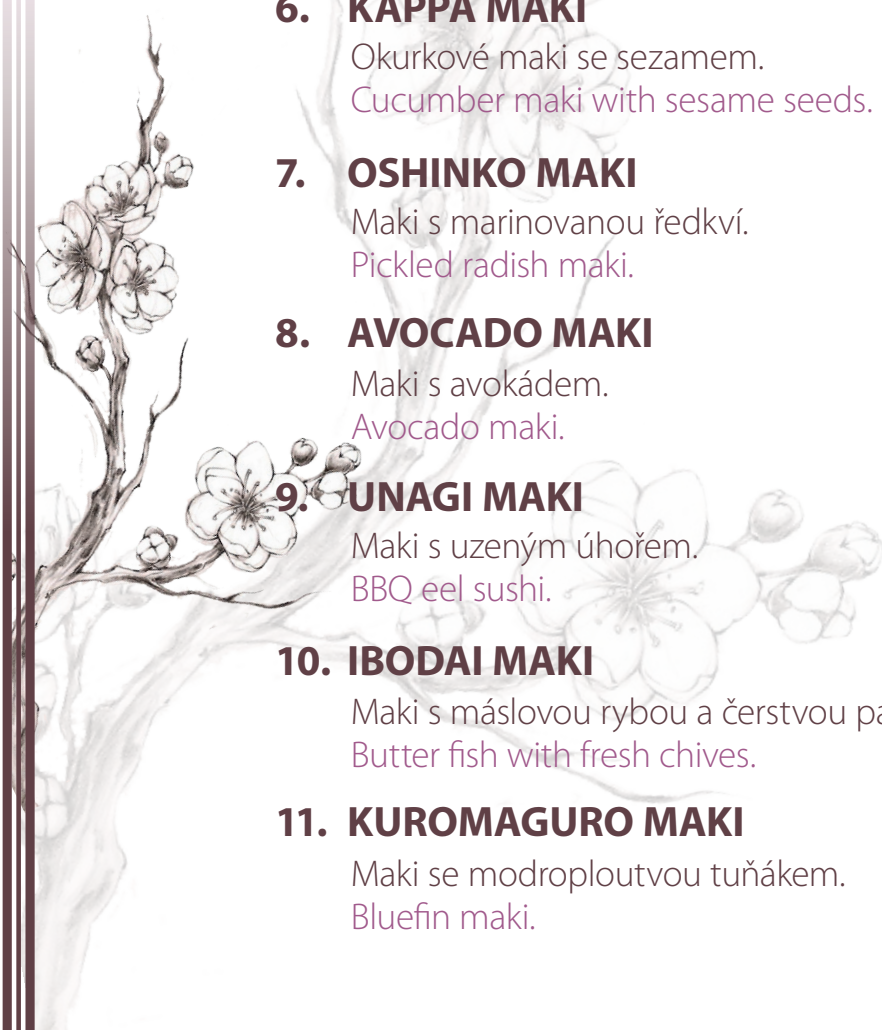 6. KAPPA MAKI
Okurkové maki se sezamem.
Cucumber maki with sesame seeds.
7. OSHINKO MAKI
Maki s marinovanou ředkví.
Pickled radish maki.
8. AVOCADO MAKI
Maki s avokádem.
Avocado maki.
9. UNAGI MAKI
Maki s uzeným úhořem.
BBQ eel sushi.
10. IBODAI MAKI
Maki s máslovou rybou a čerstvou
Butter fish with fresh chives.
11. KUROMAGURO MAKI
Maki se modroploutvou tuňákem.
Bluefin maki.